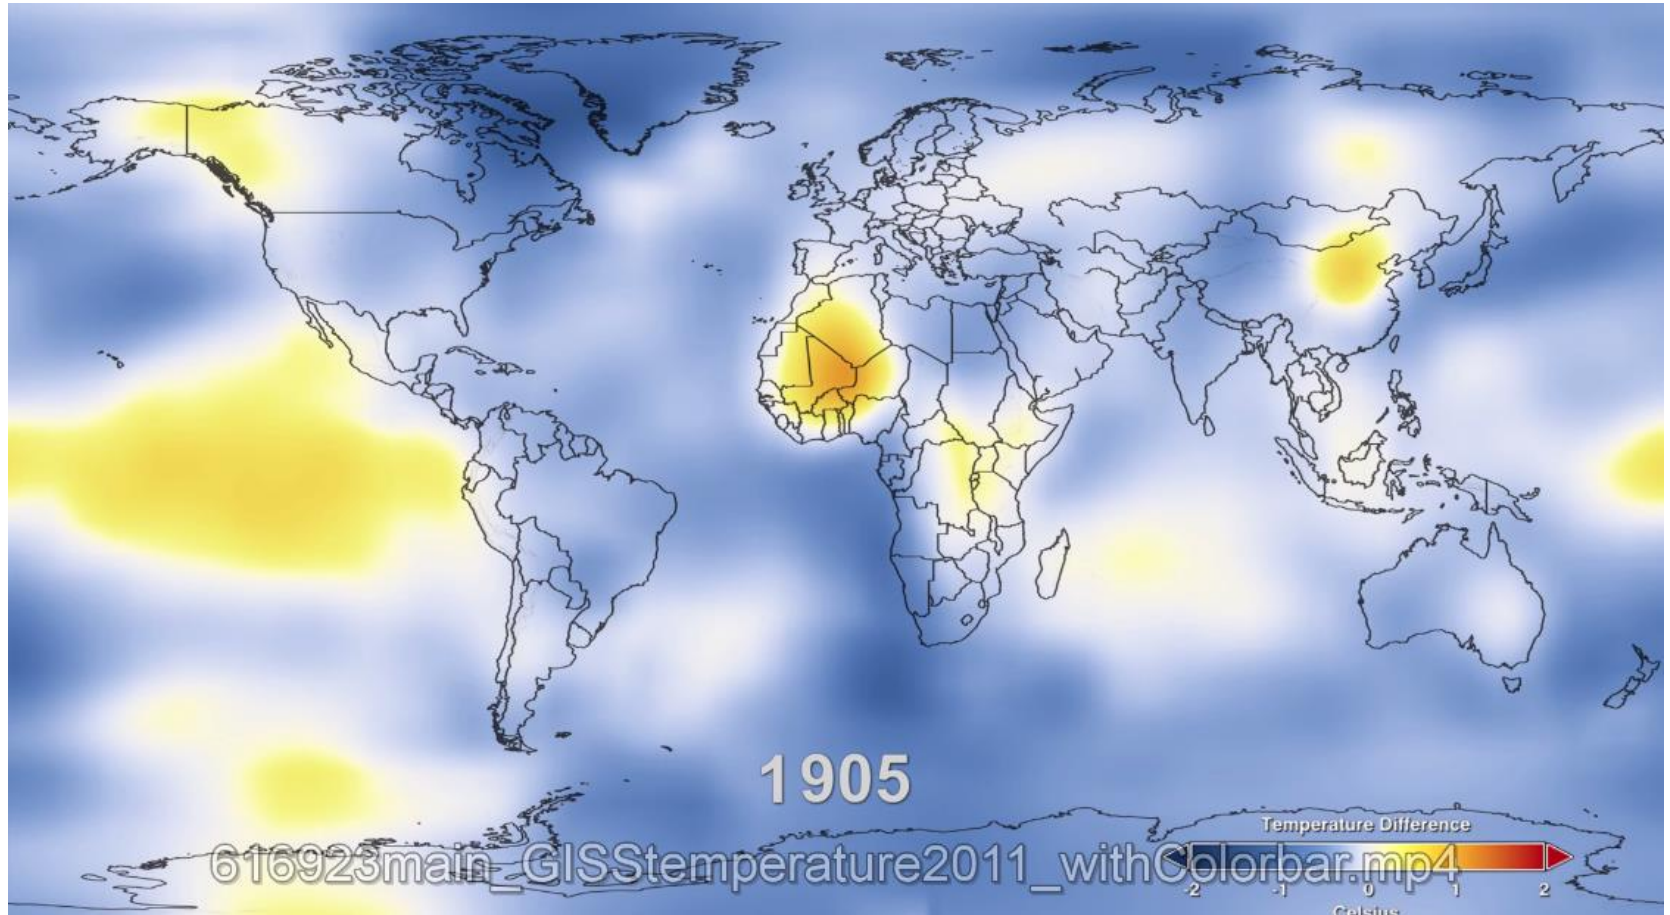 1905
Temperature Difference
616923main_GISStemperature2011_withColorbar.mp4
-2 -1 0 1 2
Celsius